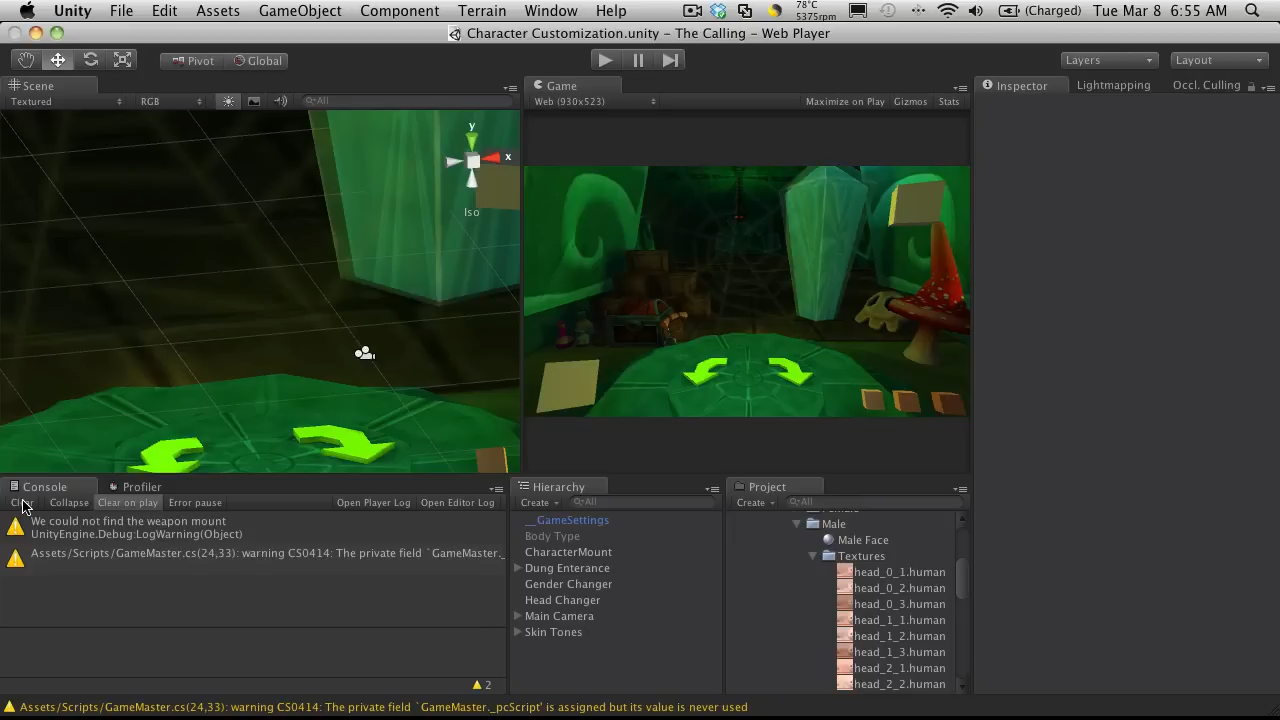 Unity File Edit Assets GameObject Component Terrain Window Help 78°C 5375rpm (Charged) Tue Mar 8 6:55 AM
Character Customization.unity – The Calling – Web Player
Pivot Global Layers Layout
Scene Game Inspector Lightmapping Occl. Culling
Textured RGB All Web (930x523) Maximize on Play Gizmos Stats
y
x
Iso
Console Profiler Hierarchy Project
Clear Collapse Clear on play Error pause Open Player Log Open Editor Log Create All Create All
We could not find the weapon mount
UnityEngine.Debug:LogWarning(Object)
Assets/Scripts/GameMaster.cs(24,33): warning CS0414: The private field `GameMaster._
__GameSettings
Body Type
CharacterMount
Dung Enterance
Gender Changer
Head Changer
Main Camera
Skin Tones
Male
Male Face
Textures
head_0_1.human
head_0_2.human
head_0_3.human
head_1_1.human
head_1_2.human
head_1_3.human
head_2_1.human
head_2_2.human
2
Assets/Scripts/GameMaster.cs(24,33): warning CS0414: The private field `GameMaster._pcScript' is assigned but its value is never used